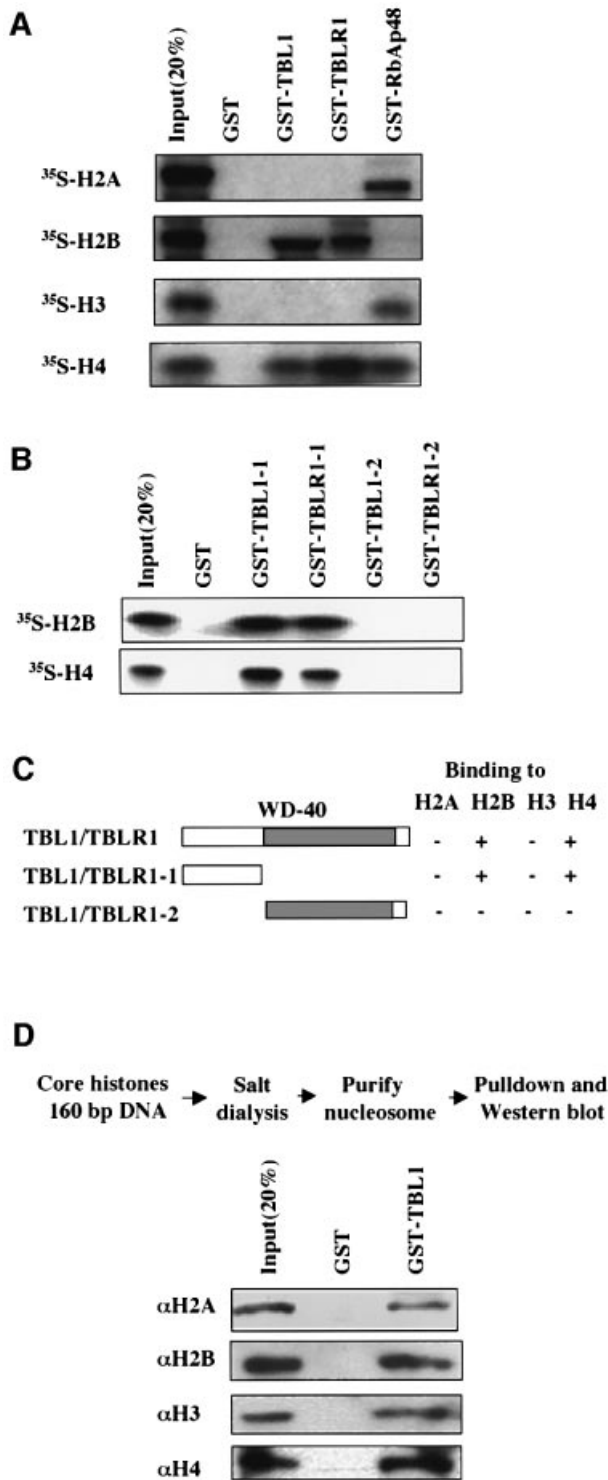 A
Input(20%)
GST
GST-TBL1
GST-TBLR1
GST-RbAp48
³⁵S-H2A
³⁵S-H2B
³⁵S-H3
³⁵S-H4
B
Input(20%)
GST
GST-TBL1-1
GST-TBLR1-1
GST-TBL1-2
GST-TBLR1-2
³⁵S-H2B
³⁵S-H4
C
Binding to
WD-40
H2A H2B H3 H4
TBL1/TBLR1 - + - +
TBL1/TBLR1-1 - + - +
TBL1/TBLR1-2 - - - -
D
Core histones
160 bp DNA
Salt
dialysis
Purify
nucleosome
Pulldown and
Western blot
Input(20%)
GST
GST-TBL1
αH2A
αH2B
αH3
αH4